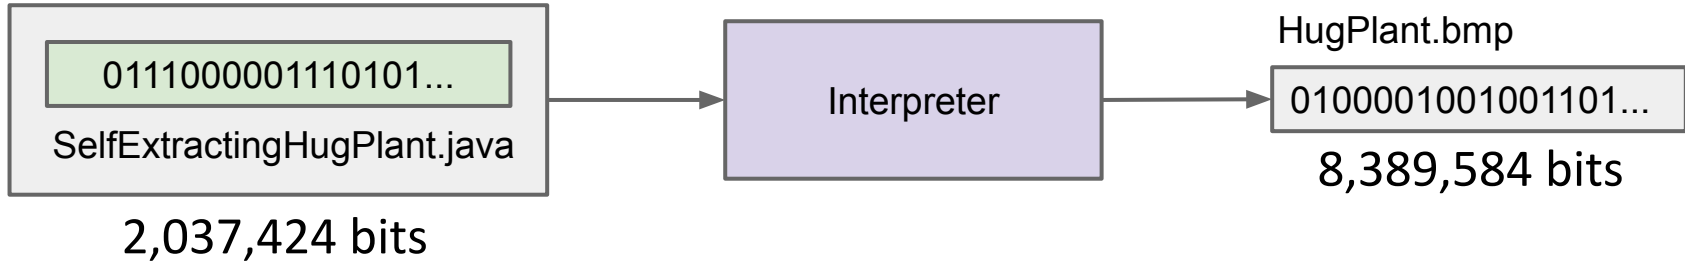 0111000001110101...
SelfExtractingHugPlant.java
2,037,424 bits
Interpreter
HugPlant.bmp
0100001001001101...
8,389,584 bits